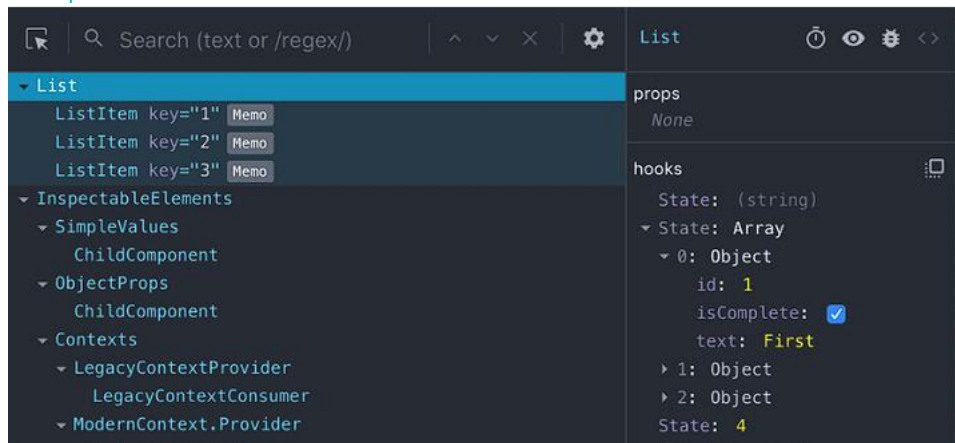 Search (text or /regex/)
List
ListItem key="1" Memo
ListItem key="2" Memo
ListItem key="3" Memo
InspectableElements
SimpleValues
ChildComponent
ObjectProps
ChildComponent
Contexts
LegacyContextProvider
LegacyContextConsumer
ModernContext.Provider
List
props
None
hooks
State: (string)
State: Array
0: Object
id: 1
isComplete:
text: First
1: Object
2: Object
State: 4